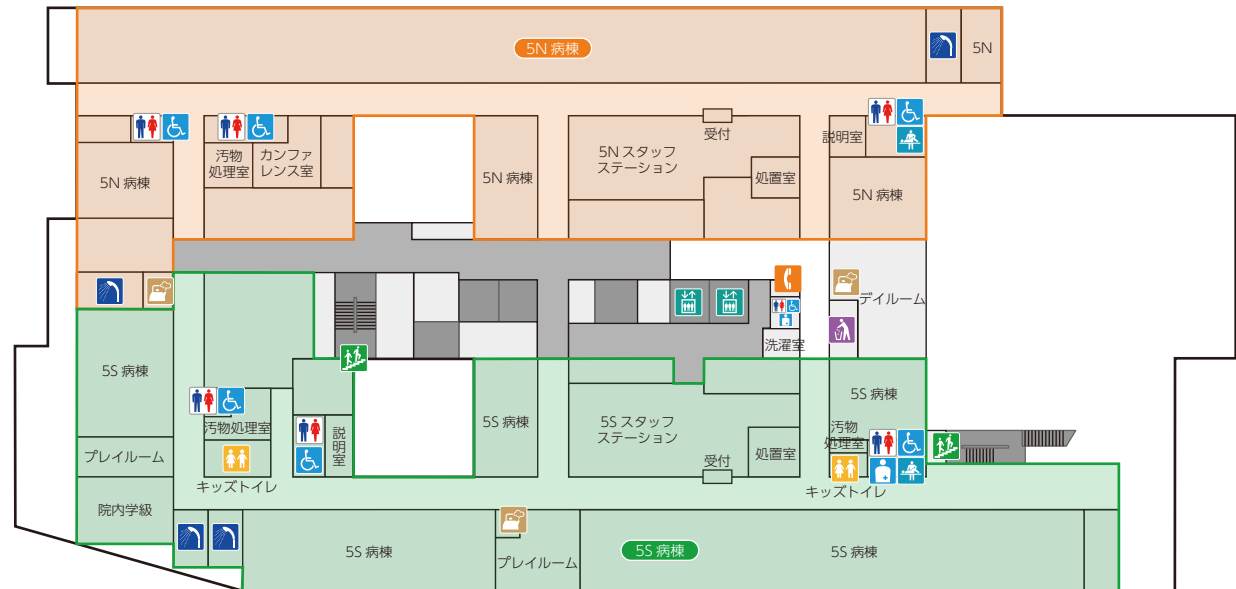 5N 病棟
5N
受付
説明室
汚物
処理室
カンファ
レンス室
5N スタッフ
ステーション
処置室
5N 病棟
5N 病棟
5N 病棟
デイルーム
洗濯室
5S 病棟
5S 病棟
5S 病棟
汚物処理室
説明室
5S スタッフ
ステーション
汚物
処理室
プレイルーム
処置室
受付
キッズトイレ
キッズトイレ
院内学級
5S 病棟
プレイルーム
5S 病棟
5S 病棟